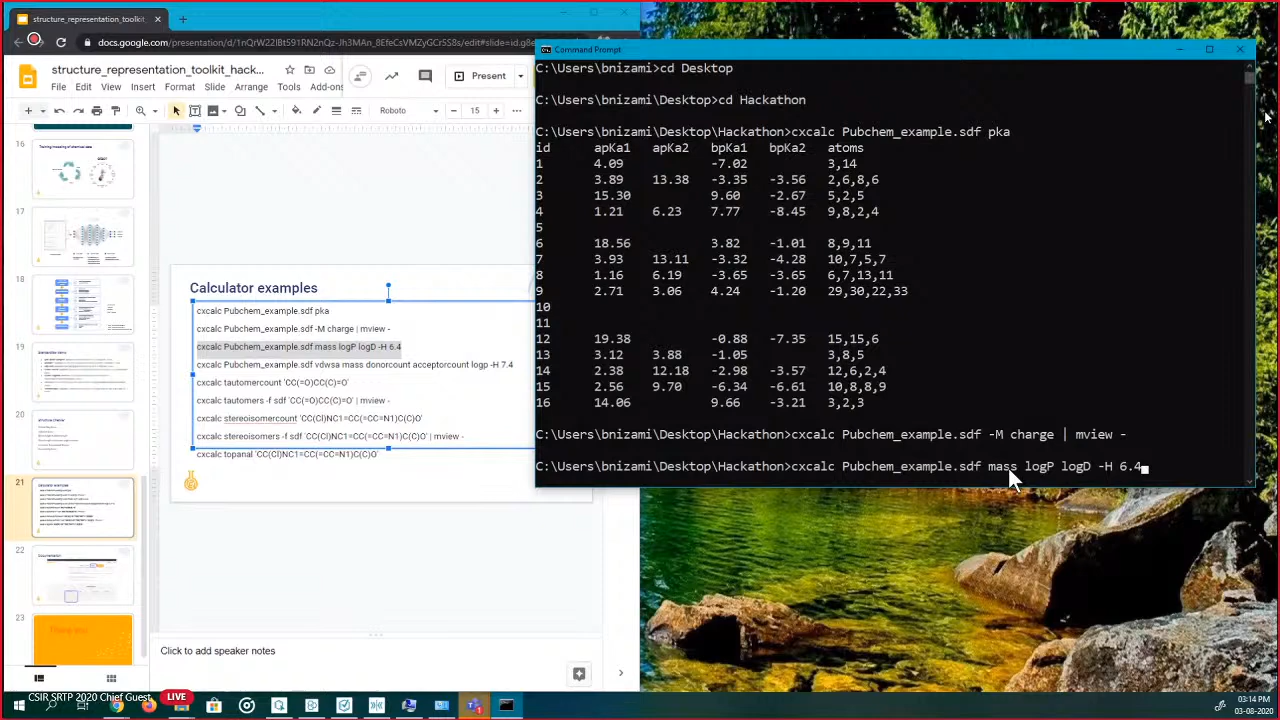 structure_representation_toolkit_
docs.google.com/presentation/d/1nQrW22IBt591RN2nQz-Jh3MAn_8EfeCsVMZyGCr5S8s/edit#slide=id.g8e
structure_representation_toolkit_hack...
File Edit View Insert Format Slide Arrange Tools Add-ons
Present
Roboto
15
16
17
18
19
20
21
22
23
Calculator examples
cxcalc Pubchem_example.sdf pka
cxcalc Pubchem_example.sdf -M charge | mview -
cxcalc Pubchem_example.sdf mass logP logD -H 6.4
mass donorcount acceptorcount logp -H 7.4
cxcalc tautomercount 'CC(=O)CC(C)=O'
cxcalc tautomers -f sdf 'CC(=O)CC(C)=O' | mview -
cxcalc stereoisomercount 'CC(Cl)NC1=CC(=CC=N1)C(C)O'
cxcalc stereoisomers -f sdf 'CC(Cl)NC1=CC(=CC=N1)C(C)O' | mview -
cxcalc topanal 'CC(Cl)NC1=CC(=CC=N1)C(C)O'
Click to add speaker notes
Command Prompt
C:\Users\bnizami>cd Desktop
C:\Users\bnizami\Desktop>cd Hackathon
C:\Users\bnizami\Desktop\Hackathon>cxcalc Pubchem_example.sdf pka
id apKa1 apKa2 bpKa1 bpKa2 atoms
1 4.09 -7.02 3,14
2 3.89 13.38 -3.35 -3.56 2,6,8,6
3 15.30 9.60 -2.67 5,2,5
4 1.21 6.23 7.77 -8.45 9,8,2,4
5
6 18.56 3.82 -1.01 8,9,11
7 3.93 13.11 -3.32 -4.28 10,7,5,7
8 1.16 6.19 -3.65 -3.65 6,7,13,11
9 2.71 3.06 4.24 -1.20 29,30,22,33
10
11
12 19.38 -0.88 -7.35 15,15,6
13 3.12 3.88 -1.05 3,8,5
14 2.38 12.18 -2.90 -3.57 12,6,2,4
15 2.56 9.70 -6.34 -6.61 10,8,8,9
16 14.06 9.66 -3.21 3,2,3
C:\Users\bnizami\Desktop\Hackathon>cxcalc Pubchem_example.sdf -M charge | mview -
C:\Users\bnizami\Desktop\Hackathon>cxcalc Pubchem_example.sdf mass logP logD -H 6.4
CSIR SRTP 2020 Chief Guest
LIVE
03:14 PM
03-08-2020